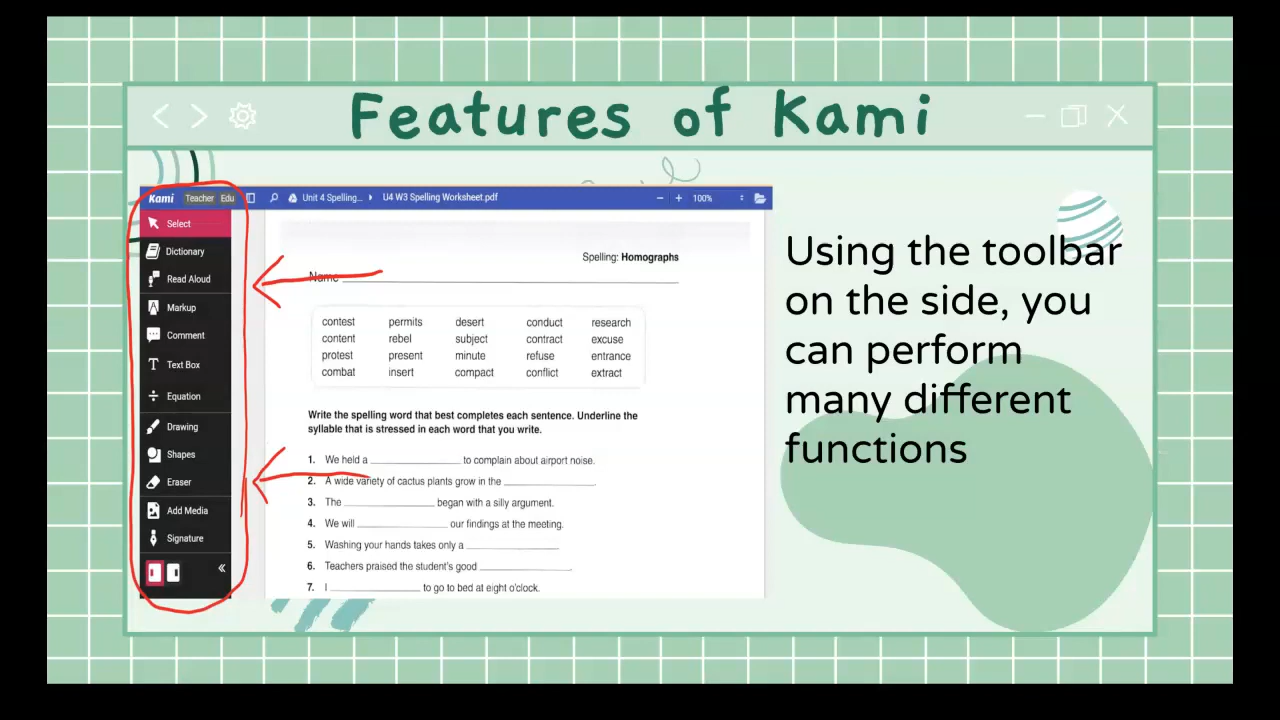 Features of Kami
Kami Teacher Edu Unit 4 Spelling... U4 W3 Spelling Worksheet.pdf 100%
Select
Dictionary
Read Aloud
Markup
Comment
Text Box
Equation
Drawing
Shapes
Eraser
Add Media
Signature
Spelling: Homographs
Name
contest permits desert conduct research
content rebel subject contract excuse
protest present minute refuse entrance
combat insert compact conflict extract
Write the spelling word that best completes each sentence. Underline the
syllable that is stressed in each word that you write.
1. We held a ____ to complain about airport noise.
2. A wide variety of cactus plants grow in the ____.
3. The ____ began with a silly argument.
4. We will ____ our findings at the meeting.
5. Washing your hands takes only a ____.
6. Teachers praised the student's good ____.
7. I ____ to go to bed at eight o'clock.
Using the toolbar
on the side, you
can perform
many different
functions